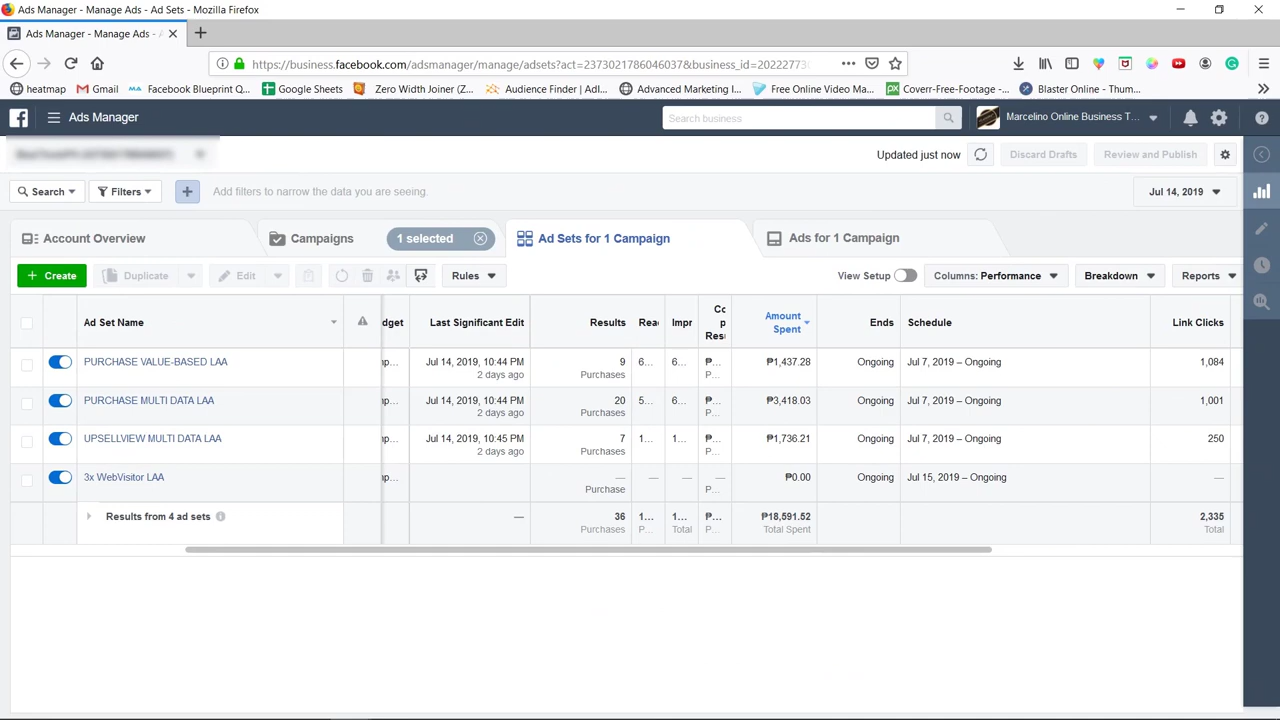 Ads Manager - Manage Ads - Ad Sets - Mozilla Firefox
Ads Manager - Manage Ads - A
https://business.facebook.com/adsmanager/manage/adsets?act=2373021786046037&business_id=20222773
heatmap Gmail FacebookBlueprint Q... Google Sheets Zero Width Joiner (Z... Audience Finder | AdI... Advanced Marketing I... Free Online Video Ma... Coverr-Free-Footage -... Blaster Online - Thum...
Ads Manager Search business Marcelino Online Business T...
Updated just now Discard Drafts Review and Publish
Search Filters + Add filters to narrow the data you are seeing. Jul 14, 2019
Account Overview Campaigns 1 selected Ad Sets for 1 Campaign Ads for 1 Campaign
+ Create Duplicate Edit Rules View Setup Columns: Performance Breakdown Reports
Ad Set Name dget Last Significant Edit Results Reac Impr Cc p Resu Amount Spent Ends Schedule Link Clicks
PURCHASE VALUE-BASED LAA ıp... Jul 14, 2019, 10:44 PM 9 6... 6... ₱... ₱1,437.28 Ongoing Jul 7, 2019 – Ongoing 1,084
2 days ago Purchases P...
PURCHASE MULTI DATA LAA ıp... Jul 14, 2019, 10:44 PM 20 5... 6... ₱... ₱3,418.03 Ongoing Jul 7, 2019 – Ongoing 1,001
2 days ago Purchases P...
UPSELLVIEW MULTI DATA LAA ıp... Jul 14, 2019, 10:45 PM 7 1... 1... ₱... ₱1,736.21 Ongoing Jul 7, 2019 – Ongoing 250
2 days ago Purchases P...
3x WebVisitor LAA ıp... — — — — ₱0.00 Ongoing Jul 15, 2019 – Ongoing —
Purchase P...
Results from 4 ad sets — 36 1... 1... ₱... ₱18,591.52 2,335
Purchases P... Total P... Total Spent Total